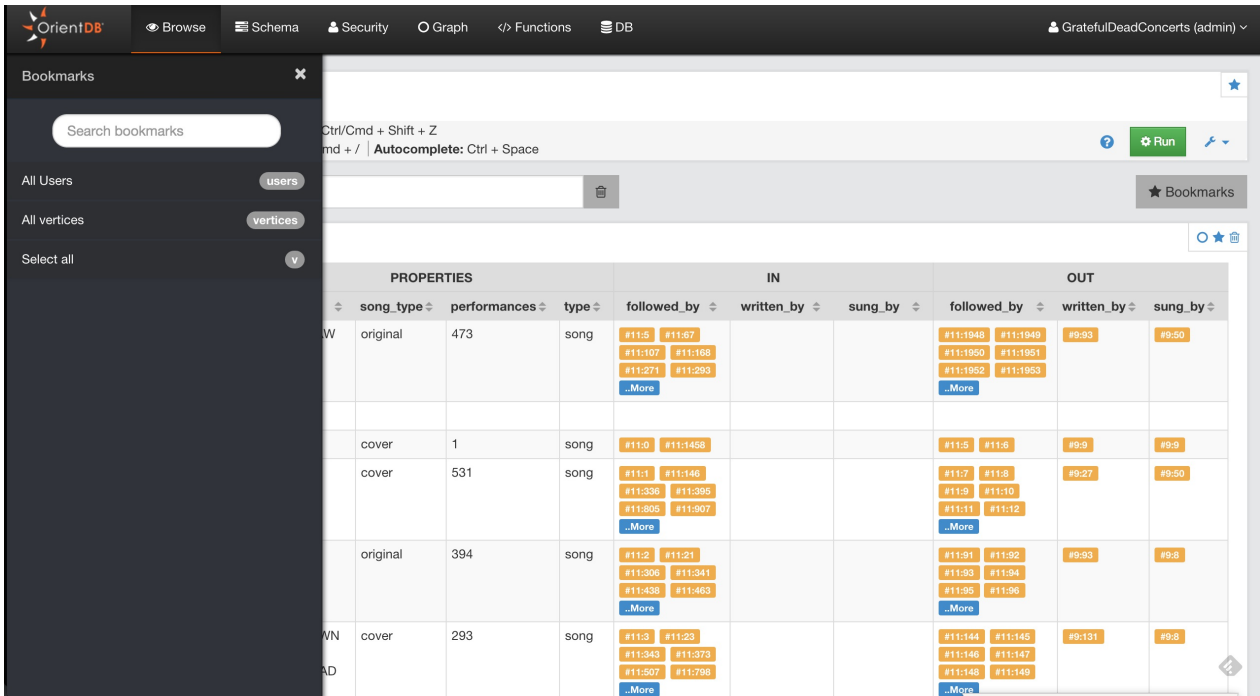 OrientDB Browse Schema Security Graph </> Functions DB GratefulDeadConcerts (admin)
Bookmarks
Search bookmarks
All Users users
All vertices vertices
Select all v
Ctrl/Cmd + Shift + Z
md + / | Autocomplete: Ctrl + Space
Run
Bookmarks
PROPERTIES IN OUT
song_type performances type followed_by written_by sung_by followed_by written_by sung_by
W original 473 song #11:5 #11:67 #11:1948 #11:1949 #9:93 #9:50
#11:107 #11:168 #11:1950 #11:1951
#11:271 #11:293 #11:1952 #11:1953
..More ..More
cover 1 song #11:0 #11:1458 #11:5 #11:6 #9:9 #9:9
cover 531 song #11:1 #11:146 #11:7 #11:8 #9:27 #9:50
#11:336 #11:395 #11:9 #11:10
#11:805 #11:907 #11:11 #11:12
..More ..More
original 394 song #11:2 #11:21 #11:91 #11:92 #9:93 #9:8
#11:306 #11:341 #11:93 #11:94
#11:438 #11:463 #11:95 #11:96
..More ..More
WN cover 293 song #11:3 #11:23 #11:144 #11:145 #9:131 #9:8
#11:343 #11:373 #11:146 #11:147
AD #11:507 #11:798 #11:148 #11:149
..More ..More